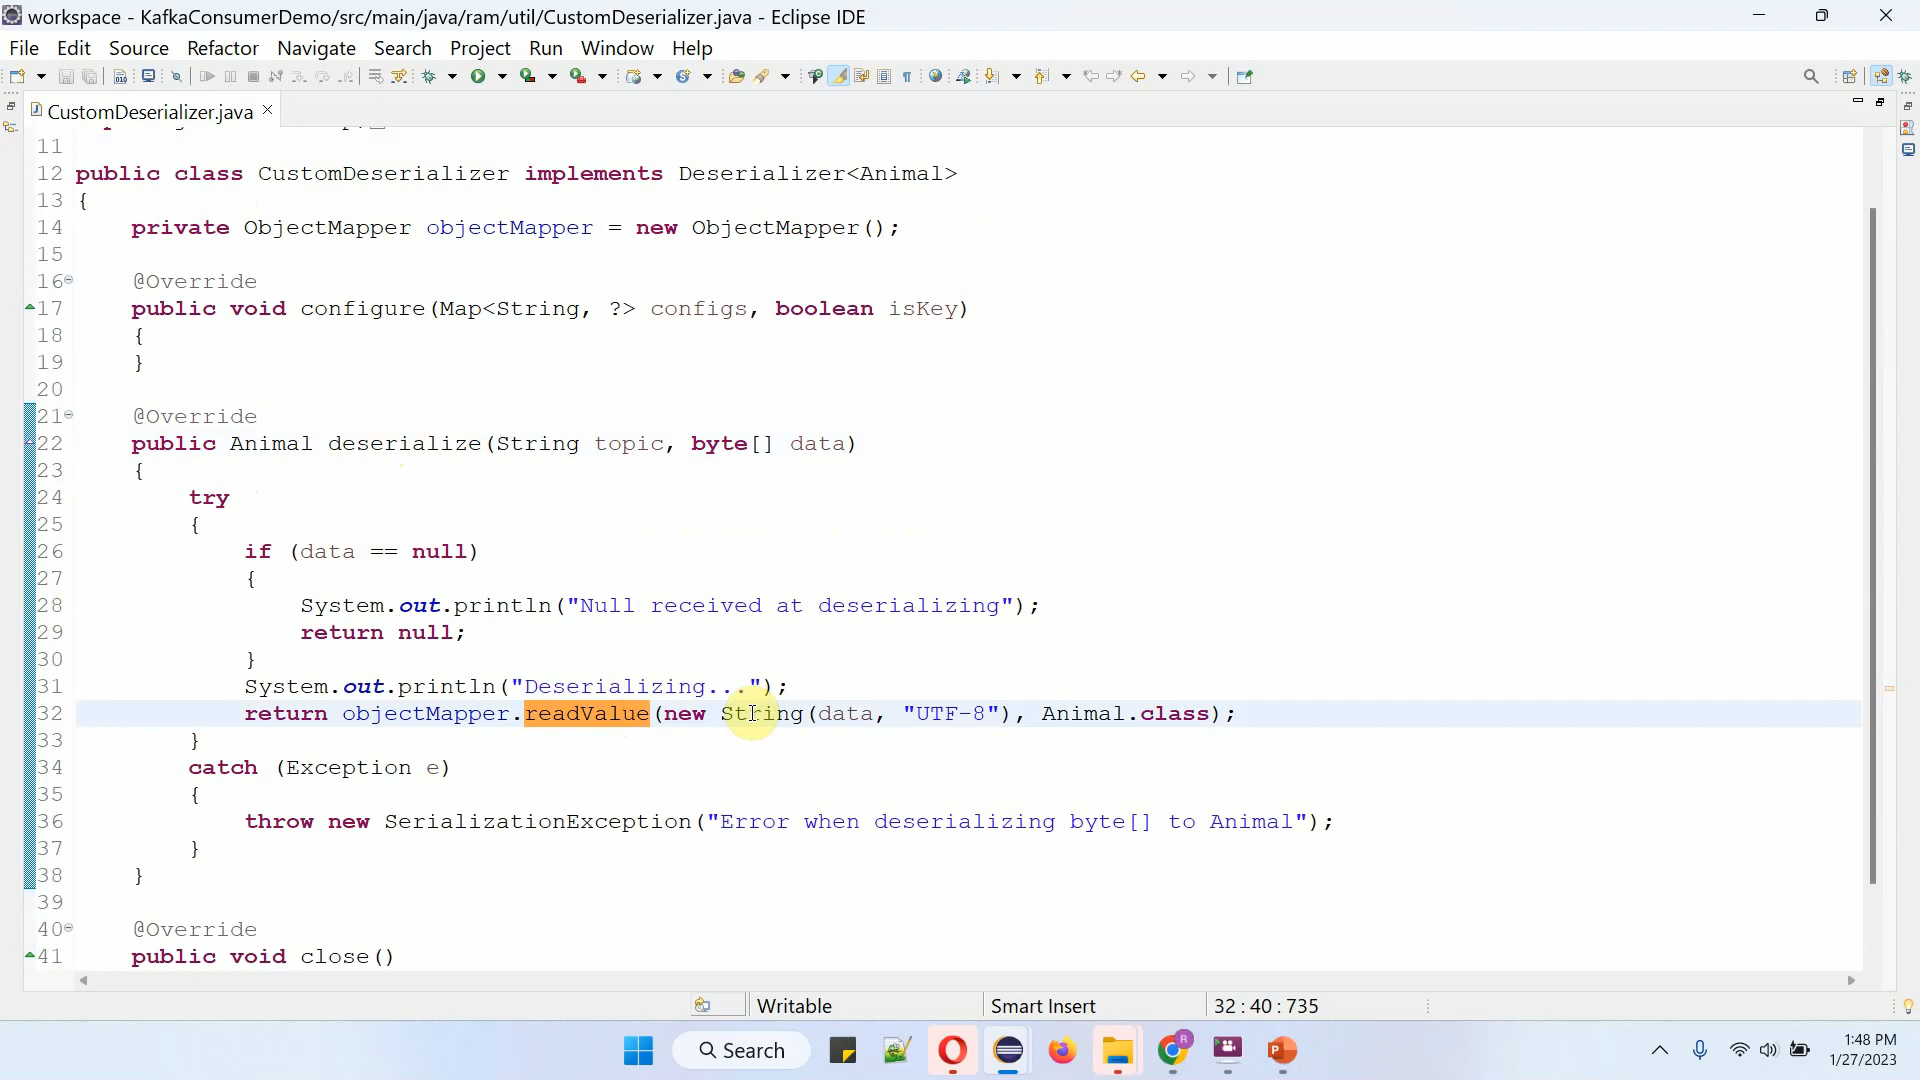 workspace - KafkaConsumerDemo/src/main/java/ram/util/CustomDeserializer.java - Eclipse IDE
File Edit Source Refactor Navigate Search Project Run Window Help
CustomDeserializer.java
11
12 public class CustomDeserializer implements Deserializer<Animal>
13 {
14 private ObjectMapper objectMapper = new ObjectMapper();
15
16 @Override
17 public void configure(Map<String, ?> configs, boolean isKey)
18 {
19 }
20
21 @Override
22 public Animal deserialize(String topic, byte[] data)
23 {
24 try
25 {
26 if (data == null)
27 {
28 System.out.println("Null received at deserializing");
29 return null;
30 }
31 System.out.println("Deserializing...");
32 return objectMapper.readValue(new String(data, "UTF-8"), Animal.class);
33 }
34 catch (Exception e)
35 {
36 throw new SerializationException("Error when deserializing byte[] to Animal");
37 }
38 }
39
40 @Override
41 public void close()
Writable Smart Insert 32 : 40 : 735
Search
1:48 PM
1/27/2023